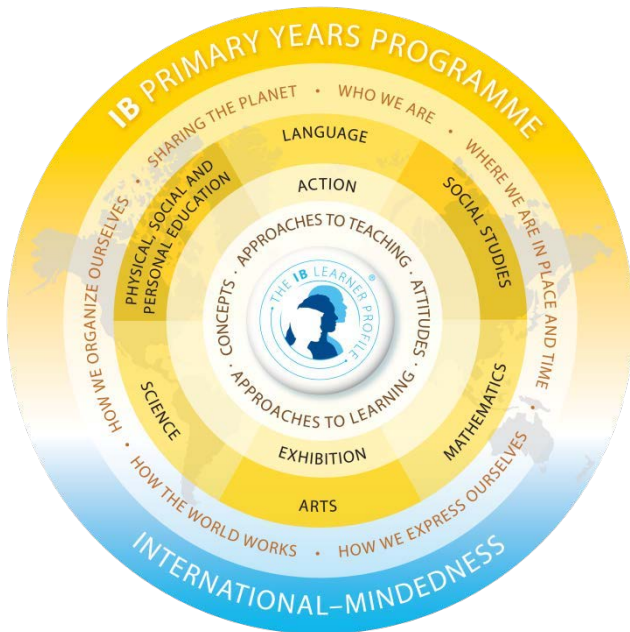 IB PRIMARY YEARS PROGRAMME
SHARING THE PLANET • WHO WE ARE • WHERE WE ARE IN PLACE AND TIME • HOW WE EXPRESS OURSELVES • HOW THE WORLD WORKS • HOW WE ORGANIZE OURSELVES •
LANGUAGE
SOCIAL STUDIES
MATHEMATICS
ARTS
SCIENCE
PHYSICAL, SOCIAL AND
PERSONAL EDUCATION
ACTION
EXHIBITION
APPROACHES TO TEACHING · ATTITUDES · APPROACHES TO LEARNING · CONCEPTS ·
THE IB LEARNER PROFILE ®
INTERNATIONAL–MINDEDNESS